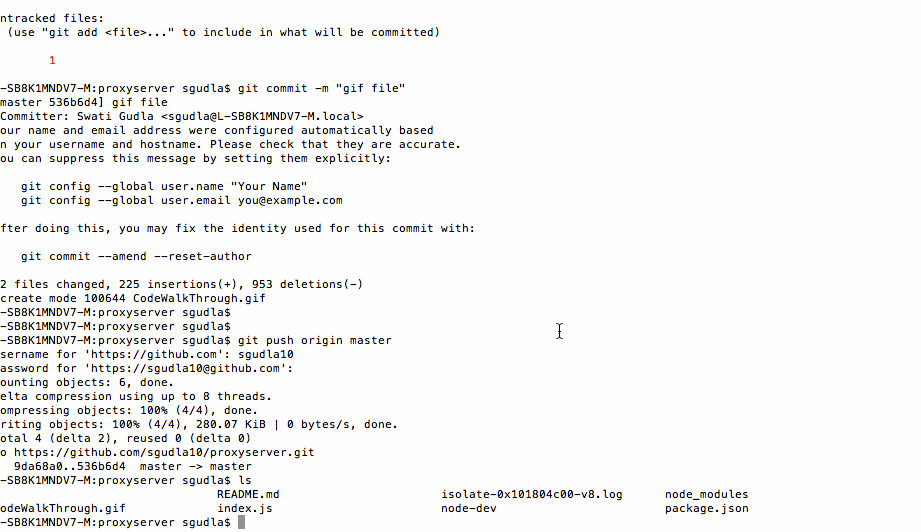 ntracked files:
(use "git add <file>..." to include in what will be committed)
1
-SB8K1MNDV7-M:proxyserver sgudla$ git commit -m "gif file"
master 536b6d4] gif file
Committer: Swati Gudla <sgudla@L-SB8K1MNDV7-M.local>
our name and email address were configured automatically based
n your username and hostname. Please check that they are accurate.
ou can suppress this message by setting them explicitly:
git config --global user.name "Your Name"
git config --global user.email you@example.com
fter doing this, you may fix the identity used for this commit with:
git commit --amend --reset-author
2 files changed, 225 insertions(+), 953 deletions(-)
create mode 100644 CodeWalkThrough.gif
-SB8K1MNDV7-M:proxyserver sgudla$
-SB8K1MNDV7-M:proxyserver sgudla$
-SB8K1MNDV7-M:proxyserver sgudla$ git push origin master
sername for 'https://github.com': sgudla10
assword for 'https://sgudla10@github.com':
ounting objects: 6, done.
elta compression using up to 8 threads.
ompressing objects: 100% (4/4), done.
riting objects: 100% (4/4), 280.07 KiB | 0 bytes/s, done.
otal 4 (delta 2), reused 0 (delta 0)
o https://github.com/sgudla10/proxyserver.git
9da68a0..536b6d4  master -> master
-SB8K1MNDV7-M:proxyserver sgudla$ ls
README.md isolate-0x101804c00-v8.log node_modules
odeWalkThrough.gif index.js node-dev package.json
-SB8K1MNDV7-M:proxyserver sgudla$